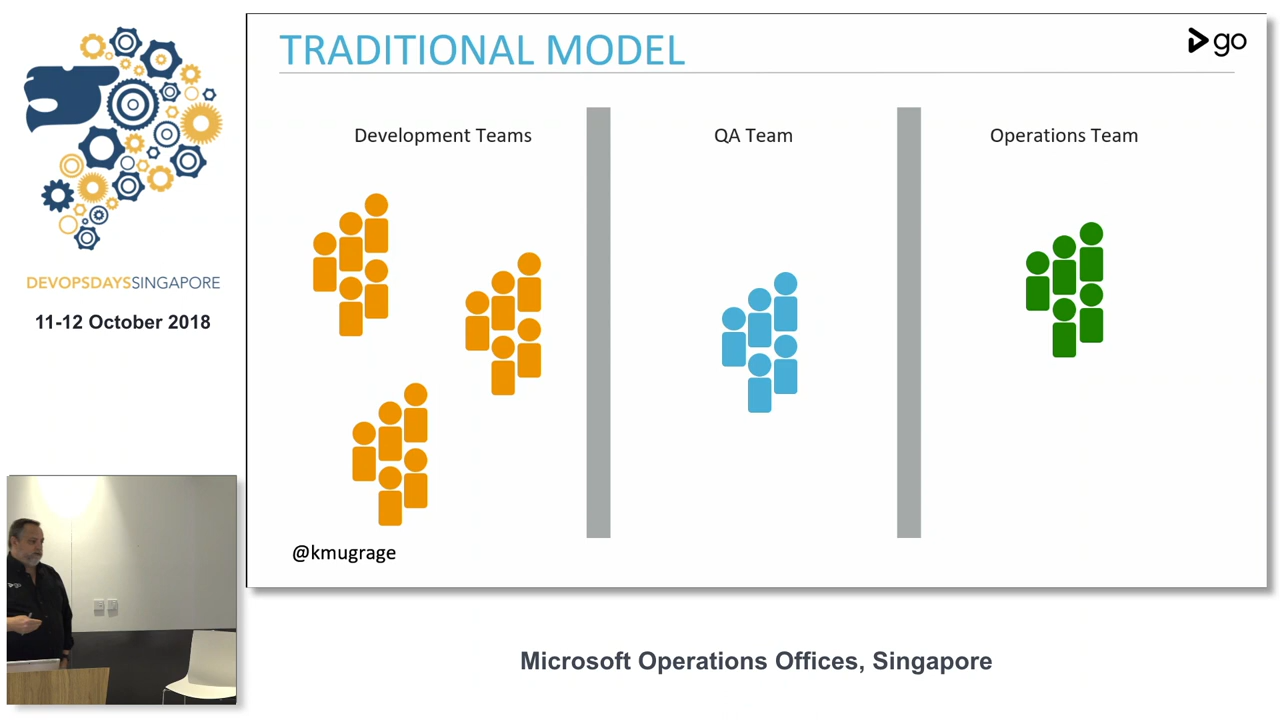 TRADITIONAL MODEL
go
Development Teams
QA Team
Operations Team
@kmugrage
DEVOPSDAYSSINGAPORE
11-12 October 2018
Microsoft Operations Offices, Singapore